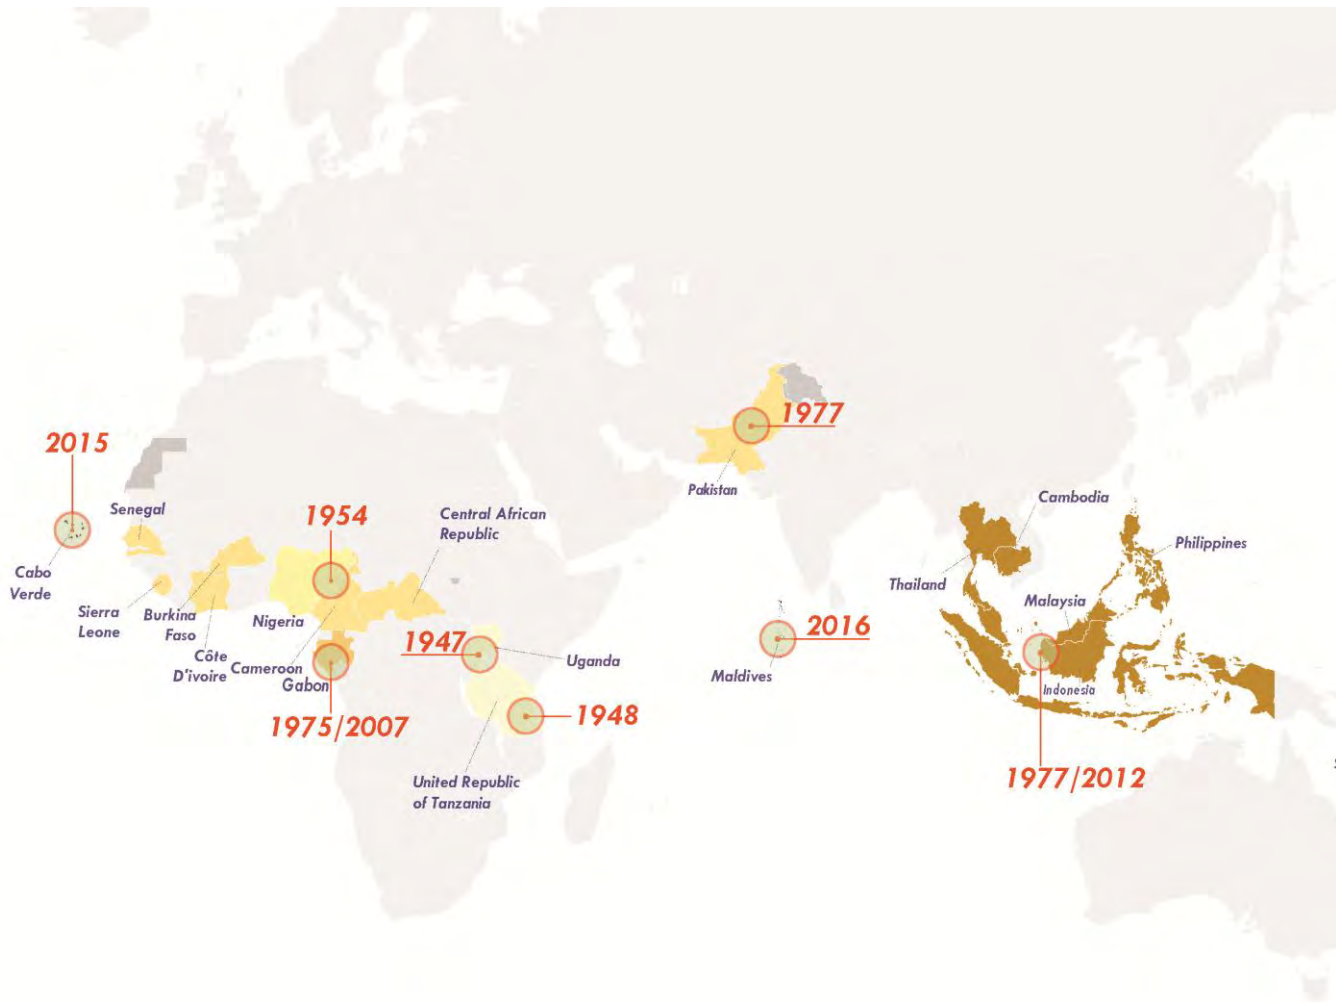 1977
2015
Pakistan
Cambodia
Senegal
1954
Central African
Republic
Philippines
Cabo
Verde
Thailand
Malaysia
Sierra
Leone
Burkina
Faso
Nigeria
2016
1947
Côte
D'ivoire
Cameroon
Gabon
Uganda
Maldives
Indonesia
1975/2007
1948
United Republic
of Tanzania
1977/2012